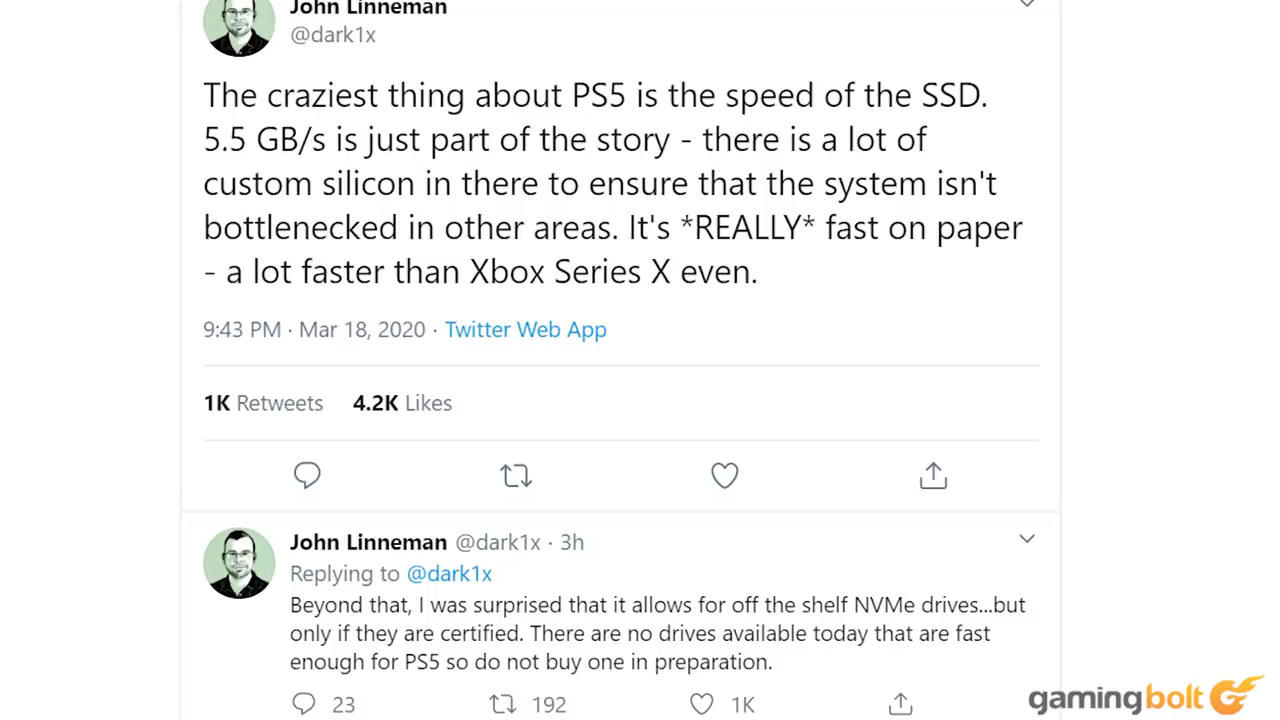 John Linneman
@dark1x
The craziest thing about PS5 is the speed of the SSD.
5.5 GB/s is just part of the story - there is a lot of
custom silicon in there to ensure that the system isn't
bottlenecked in other areas. It's *REALLY* fast on paper
- a lot faster than Xbox Series X even.
9:43 PM · Mar 18, 2020 · Twitter Web App
1K Retweets 4.2K Likes
John Linneman @dark1x · 3h
Replying to @dark1x
Beyond that, I was surprised that it allows for off the shelf NVMe drives...but
only if they are certified. There are no drives available today that are fast
enough for PS5 so do not buy one in preparation.
23 192 1K
gamingbolt